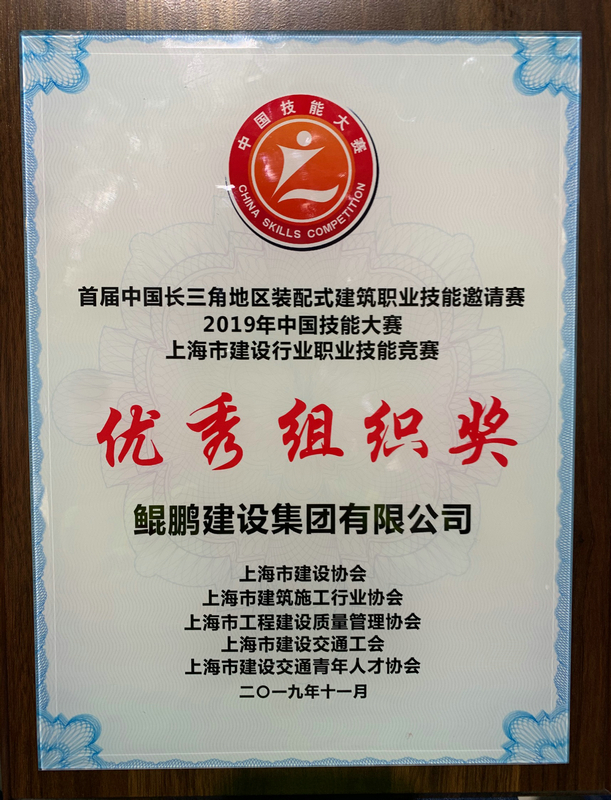 中国技能大赛
CHINA SKILLS COMPETITION
首届中国长三角地区装配式建筑职业技能邀请赛
2019年中国技能大赛
上海市建设行业职业技能竞赛
优秀组织奖
鲲鹏建设集团有限公司
上海市建设协会
上海市建筑施工行业协会
上海市工程建设质量管理协会
上海市建设交通工会
上海市建设交通青年人才协会
二〇一九年十一月